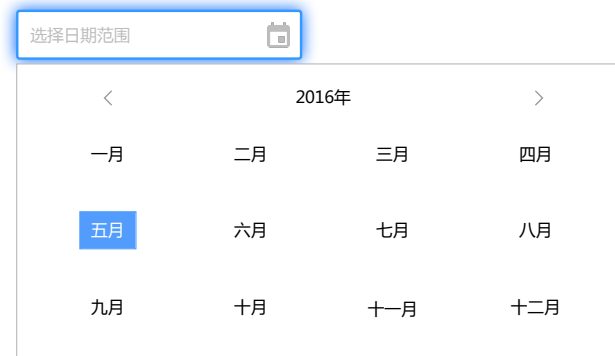 选择日期范围
2016年
一月 二月 三月 四月
五月 六月 七月 八月
九月 十月 十一月 十二月